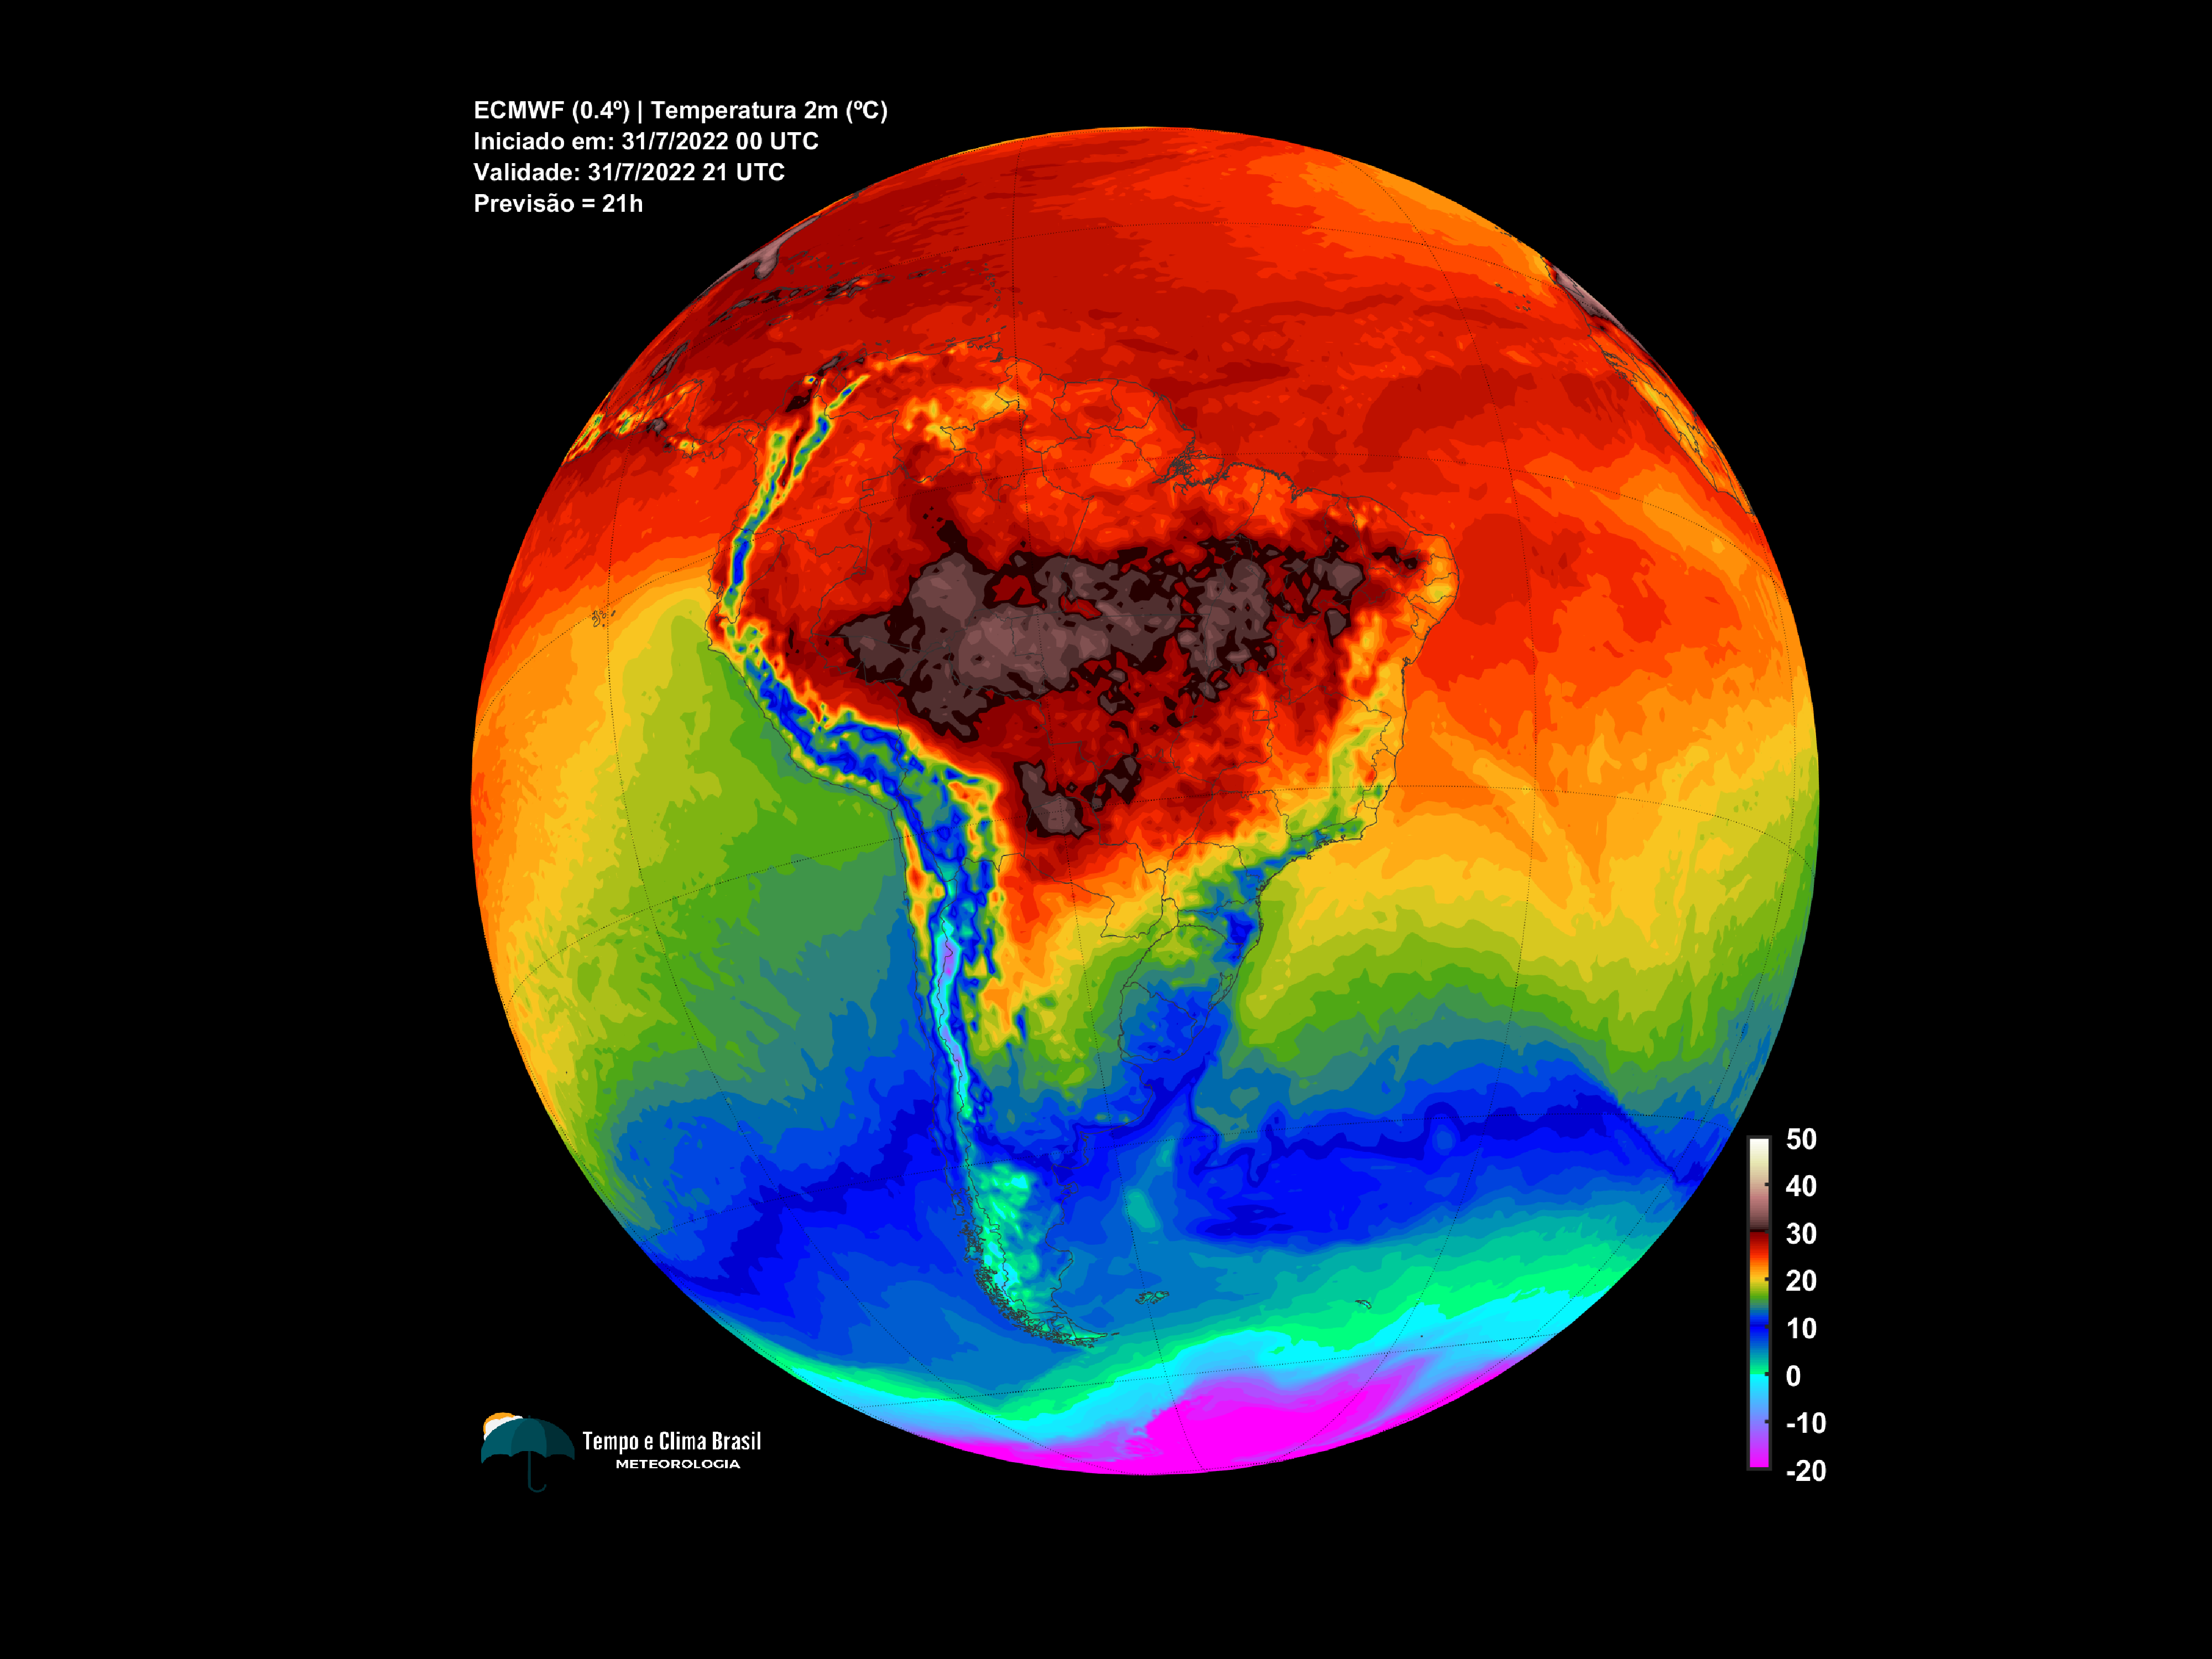 ECMWF (0.4º) | Temperatura 2m (ºC)
Iniciado em: 31/7/2022 00 UTC
Validade: 31/7/2022 21 UTC
Previsão = 21h
50
40
30
20
10
0
-10
-20
Tempo e Clima Brasil
METEOROLOGIA